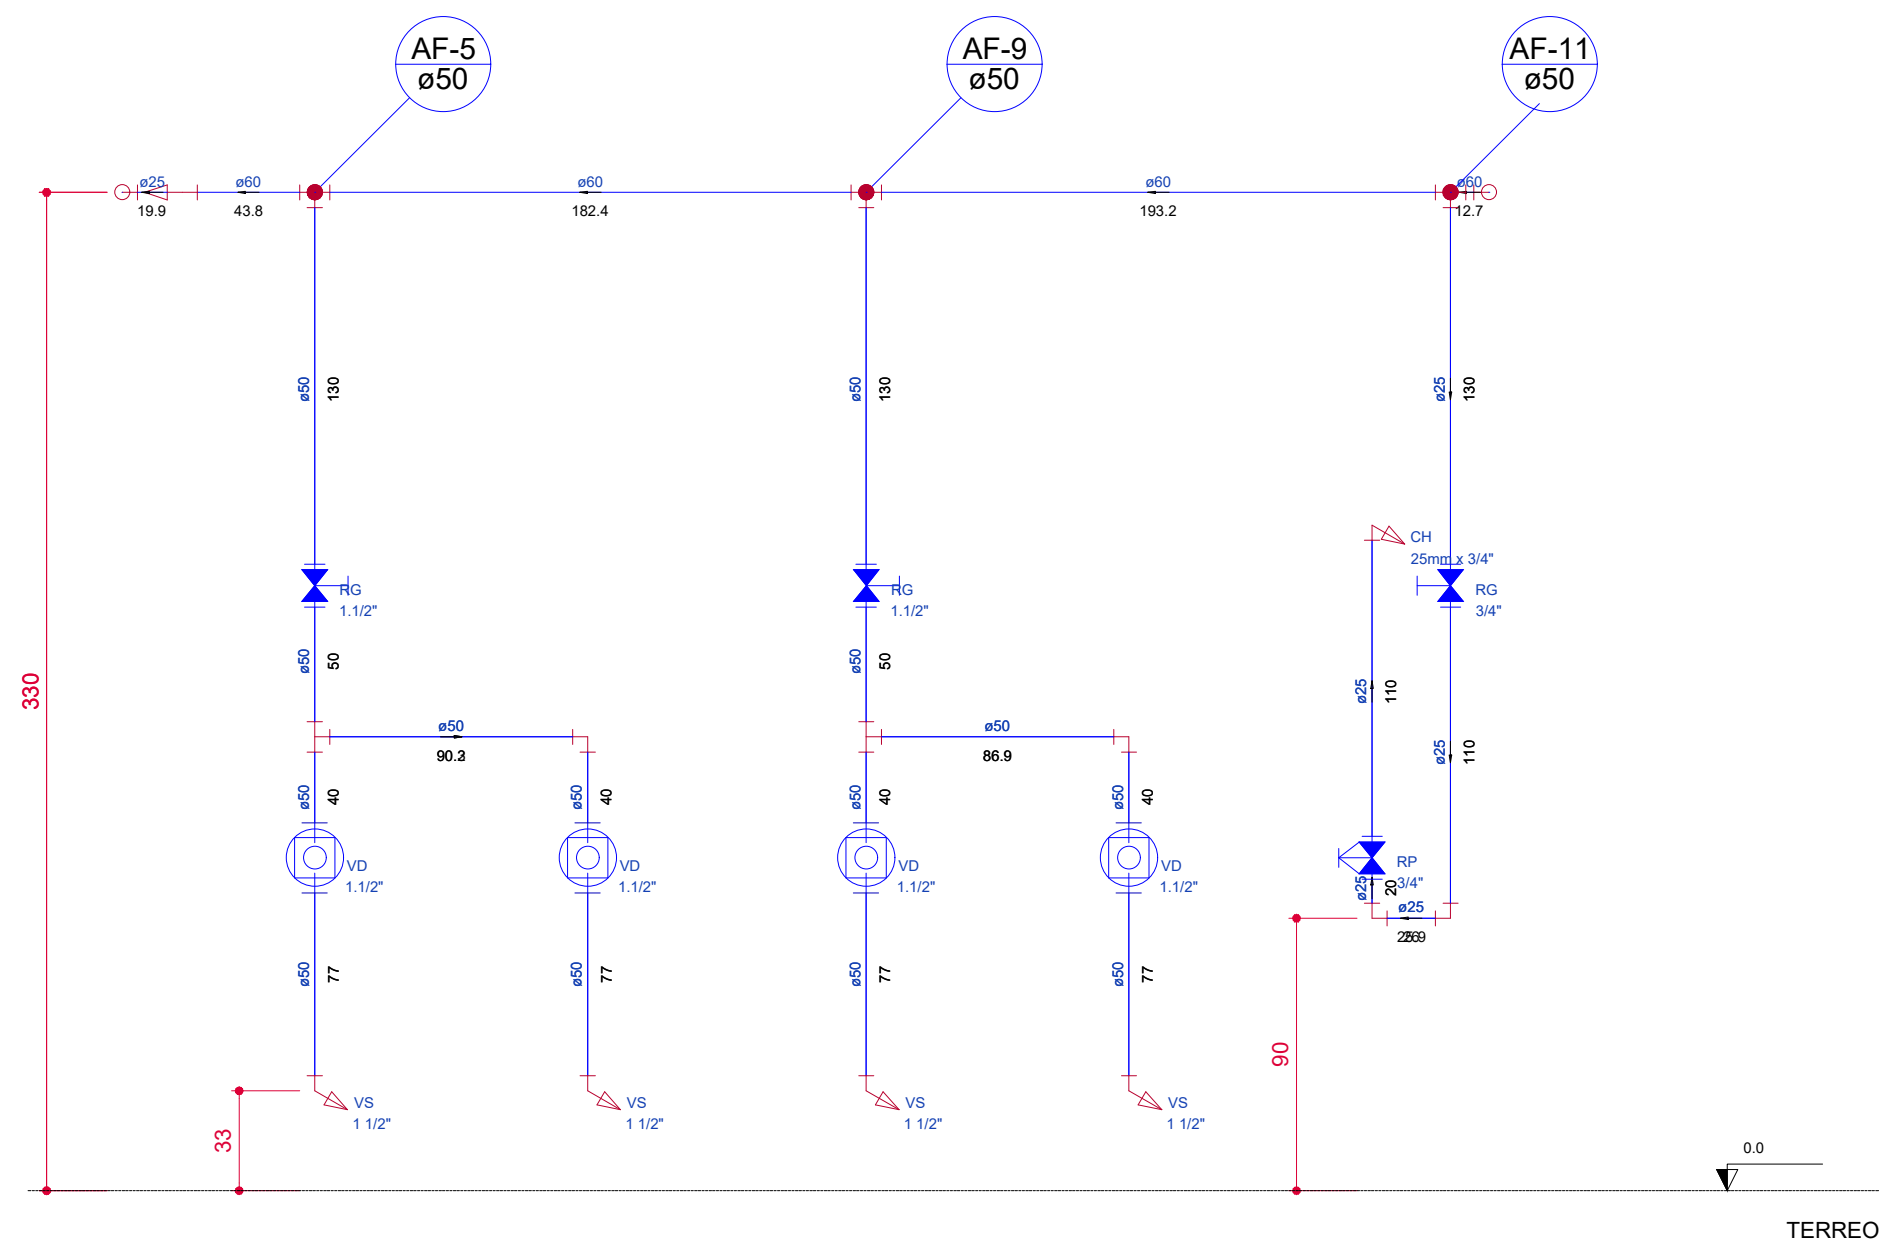 AF-5
ø50
AF-9
ø50
AF-11
ø50
ø25
ø60
ø60
ø60
ø60
19.9
43.8
182.4
193.2
12.7
ø50
130
ø50
130
ø25
130
CH
25mm x 3/4"
RG
1.1/2"
RG
1.1/2"
RG
3/4"
330
ø50
50
ø50
50
ø25
110
ø25
110
ø50
90.3
ø50
86.9
ø50
40
ø50
40
ø50
40
ø50
40
VD
1.1/2"
VD
1.1/2"
VD
1.1/2"
VD
1.1/2"
RP
3/4"
ø25
20
ø25
ø50
77
ø50
77
ø50
77
ø50
77
90
VS
1 1/2"
VS
1 1/2"
VS
1 1/2"
VS
1 1/2"
33
0.0
TERREO